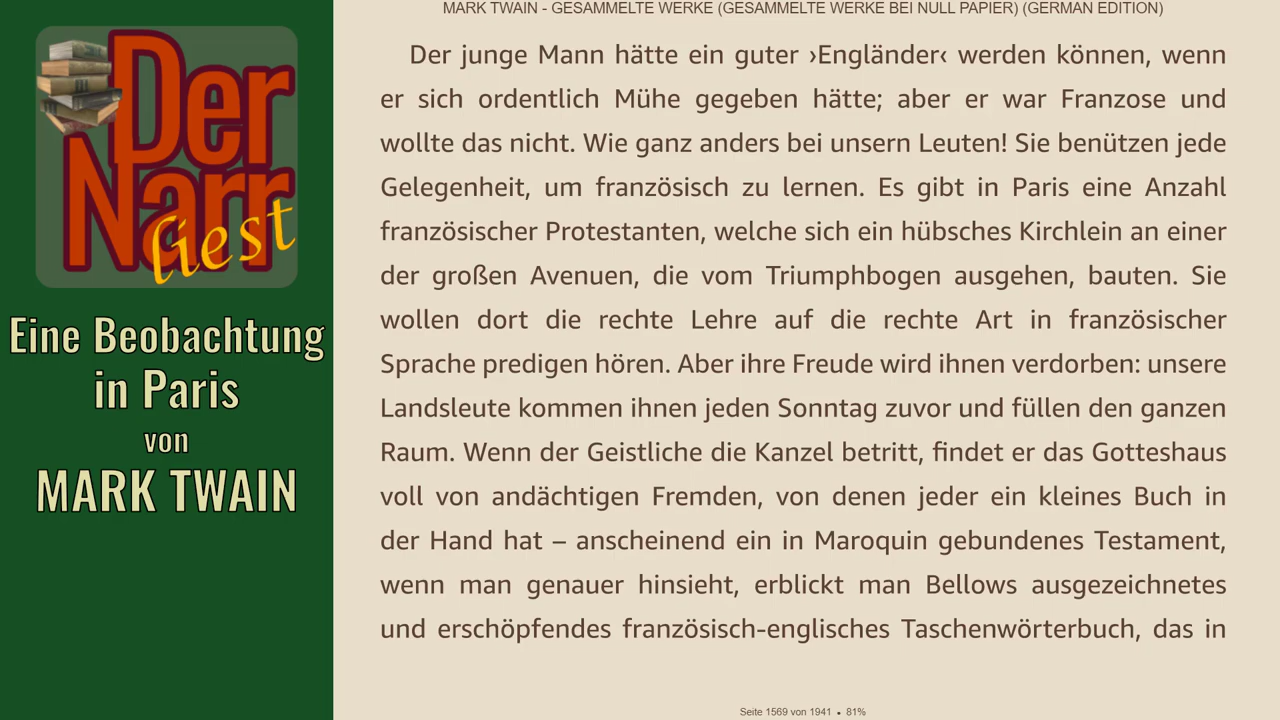 Der
Narr
liest
Eine Beobachtung
in Paris
von
MARK TWAIN
MARK TWAIN - GESAMMELTE WERKE (GESAMMELTE WERKE BEI NULL PAPIER) (GERMAN EDITION)
Der junge Mann hätte ein guter ›Engländer‹ werden können, wenn
er sich ordentlich Mühe gegeben hätte; aber er war Franzose und
wollte das nicht. Wie ganz anders bei unsern Leuten! Sie benützen jede
Gelegenheit, um französisch zu lernen. Es gibt in Paris eine Anzahl
französischer Protestanten, welche sich ein hübsches Kirchlein an einer
der großen Avenuen, die vom Triumphbogen ausgehen, bauten. Sie
wollen dort die rechte Lehre auf die rechte Art in französischer
Sprache predigen hören. Aber ihre Freude wird ihnen verdorben: unsere
Landsleute kommen ihnen jeden Sonntag zuvor und füllen den ganzen
Raum. Wenn der Geistliche die Kanzel betritt, findet er das Gotteshaus
voll von andächtigen Fremden, von denen jeder ein kleines Buch in
der Hand hat – anscheinend ein in Maroquin gebundenes Testament,
wenn man genauer hinsieht, erblickt man Bellows ausgezeichnetes
und erschöpfendes französisch-englisches Taschenwörterbuch, das in
Seite 1569 von 1941 • 81%